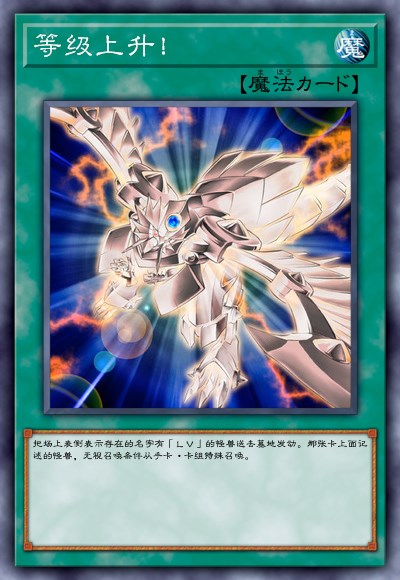 等级上升！
魔
【魔法カード】
ま ほう
把场上表侧表示存在的名字有「ＬＶ」的怪兽送去墓地发动。那张卡上面记
述的怪兽，无视召唤条件从手卡·卡组特殊召唤。